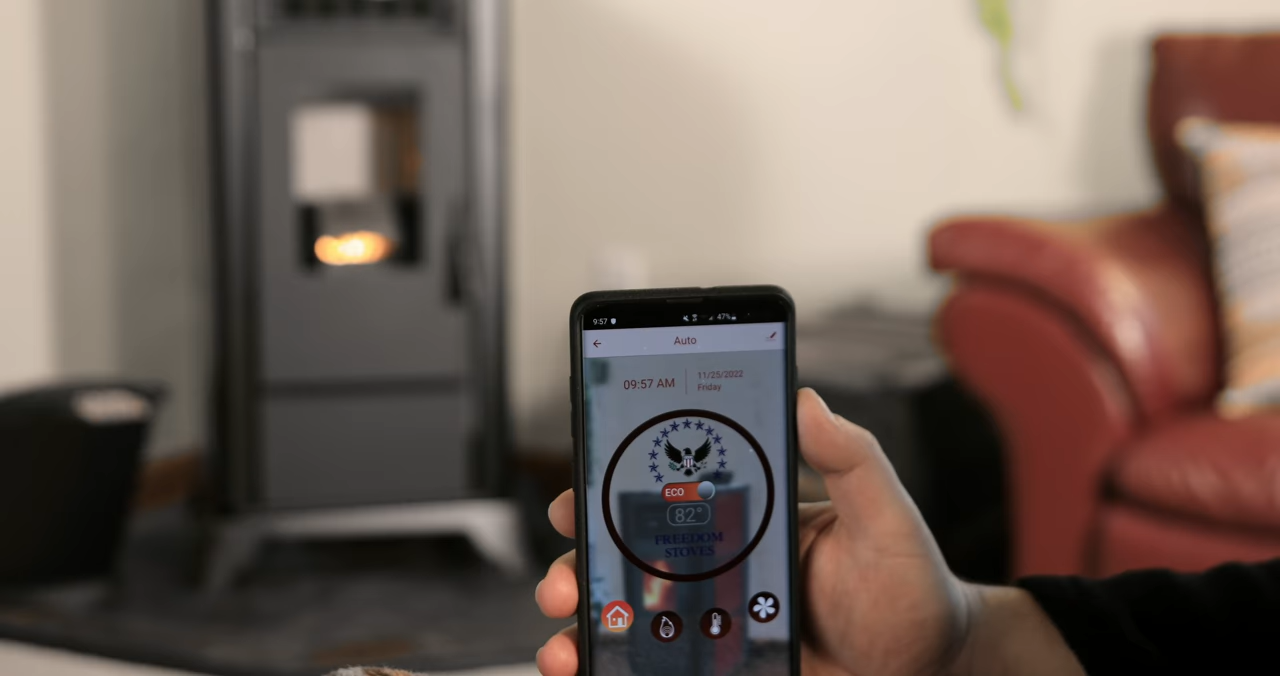 9:57 47%
Auto
09:57 AM
11/25/2022
Friday
ECO
82°
FREEDOM
STOVES